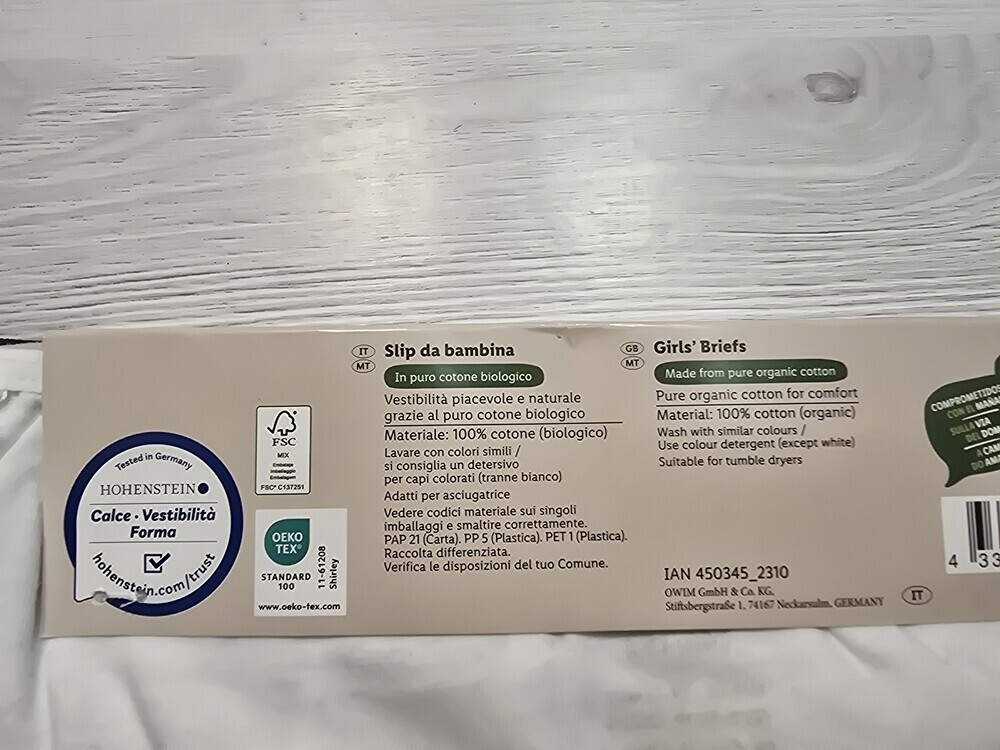 Tested in Germany
HOHENSTEIN
Calce · Vestibilità
Forma
hohenstein.com/trust
FSC
MIX
Embalaje
imballaggio
Embalagem
FSC® C137251
OEKO
TEX®
STANDARD
100
11-61208
Shirley
www.oeko-tex.com
IT
MT
Slip da bambina
In puro cotone biologico
Vestibilità piacevole e naturale
grazie al puro cotone biologico
Materiale: 100% cotone (biologico)
Lavare con colori simili /
si consiglia un detersivo
per capi colorati (tranne bianco)
Adatti per asciugatrice
Vedere codici materiale sui singoli
imballaggi e smaltire correttamente.
PAP 21 (Carta). PP 5 (Plastica). PET 1 (Plastica).
Raccolta differenziata.
Verifica le disposizioni del tuo Comune.
GB
MT
Girls' Briefs
Made from pure organic cotton
Pure organic cotton for comfort
Material: 100% cotton (organic)
Wash with similar colours /
Use colour detergent (except white)
Suitable for tumble dryers
IAN 450345_2310
OWIM GmbH & Co. KG,
Stiftsbergstraße 1, 74167 Neckarsulm, GERMANY
IT
COMPROMETIDOS
CON EL
SULLA VIA
DEL
4 33